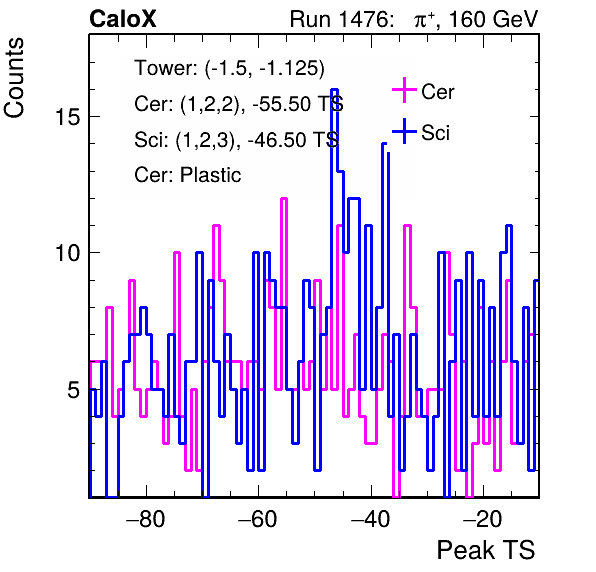 CaloX Run 1476: π⁺, 160 GeV
Counts
Tower: (-1.5, -1.125)
Cer: (1,2,2), -55.50 TS
Sci: (1,2,3), -46.50 TS
Cer: Plastic
Cer
Sci
15
10
5
−80 −60 −40 −20
Peak TS